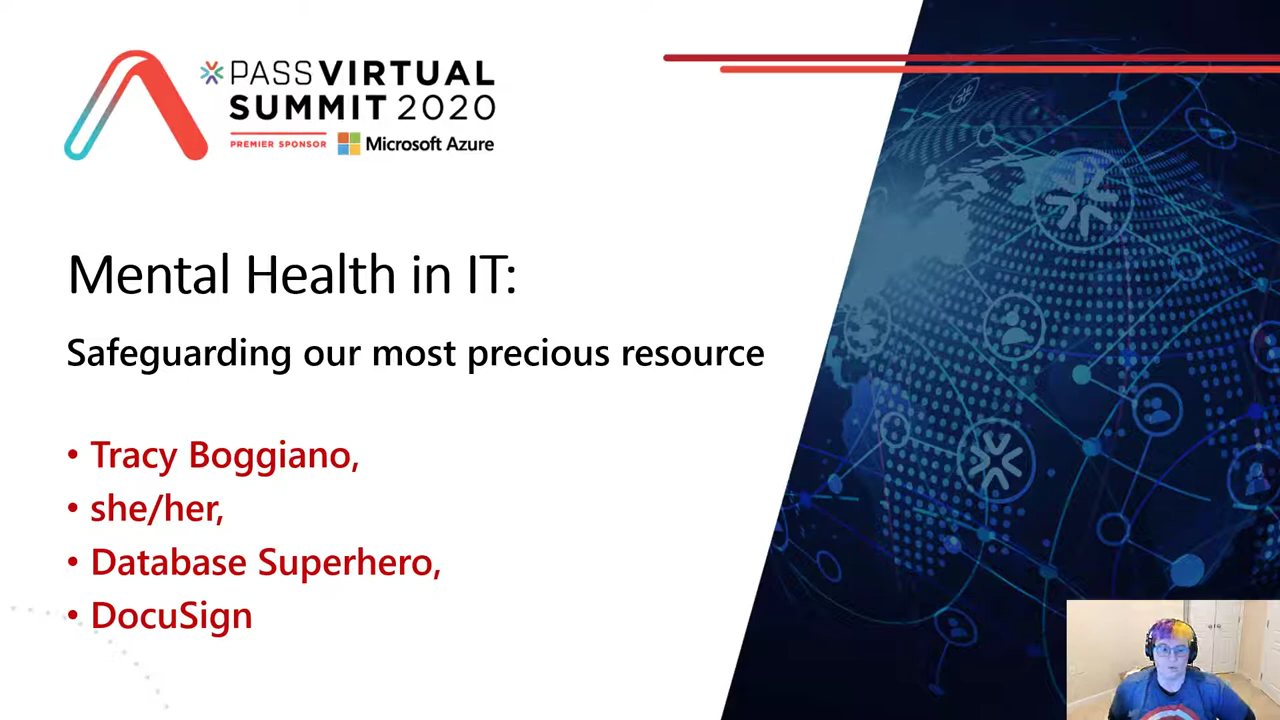 PASS VIRTUAL
SUMMIT 2020
PREMIER SPONSOR Microsoft Azure
Mental Health in IT:
Safeguarding our most precious resource
• Tracy Boggiano,
• she/her,
• Database Superhero,
• DocuSign